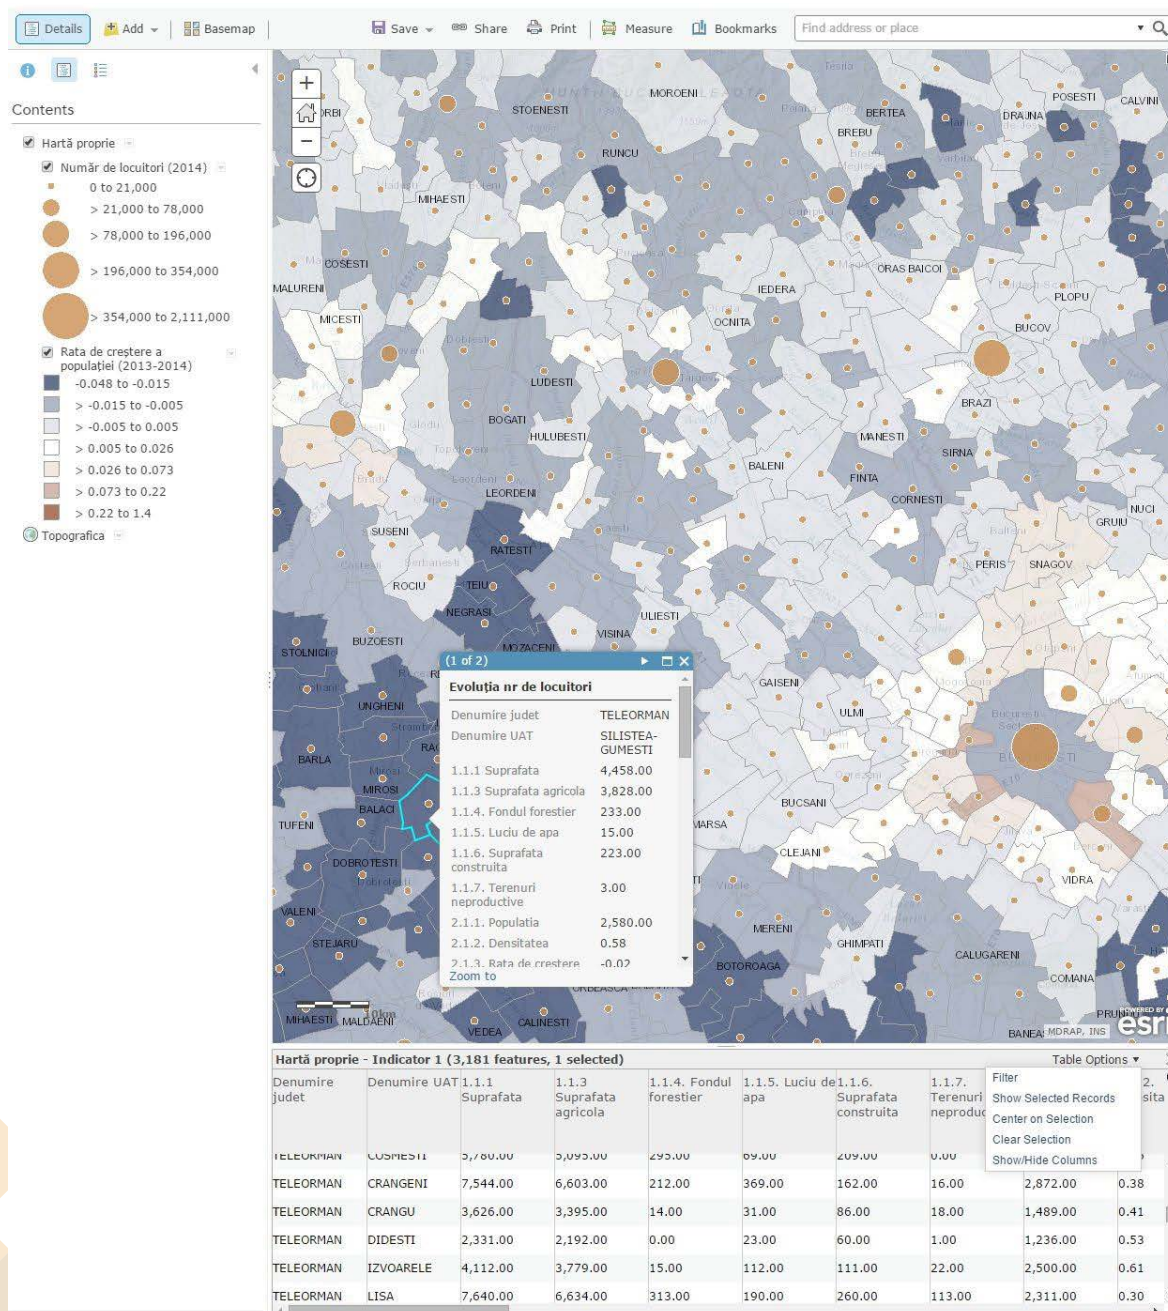 Details Add Basemap Save Share Print Measure Bookmarks Find address or place
Contents
Hartă proprie
Număr de locuitori (2014)
0 to 21,000
> 21,000 to 78,000
> 78,000 to 196,000
> 196,000 to 354,000
> 354,000 to 2,111,000
Rata de creștere a
populației (2013-2014)
-0.048 to -0.015
> -0.015 to -0.005
> -0.005 to 0.005
> 0.005 to 0.026
> 0.026 to 0.073
> 0.073 to 0.22
> 0.22 to 1.4
Topografica
MOROENI
STOENESTI
BERTEA
DRAJNA
POSESTI
CALVINI
BREBU
RUNCU
MIHAESTI
COSESTI
MALURENI
ORAS BAICOI
IEDERA
PLOPU
MICESTI
OCNITA
BUCOV
LUDESTI
BRAZI
BOGATI
HULUBESTI
MANESTI
SIRNA
BALENI
FINTA
LEORDENI
CORNESTI
NUCI
GRUIU
SUSENI
RATESTI
PERIS
SNAGOV
ROCIU
TEIU
NEGRASI
ULIESTI
VISINA
BUZOESTI
MOZACENI
STOLNICI
GAISENI
UNGHENI
ULMI
BARLA
MIROSI
BALACI
BUCSANI
TUFENI
CLEJANI
DOBROTESTI
VIDRA
VALENI
MERENI
STEJARU
GHIMPATI
CALUGARENI
BOTOROAGA
COMANA
10km
MIHAESTI
MALDAENI
VEDEA
CALINESTI
MDRAP, INS
POWERED BY
esri
(1 of 2)
Evoluția nr de locuitori
Denumire judet TELEORMAN
Denumire UAT SILISTEA-
GUMESTI
1.1.1 Suprafata 4,458.00
1.1.3 Suprafata agricola 3,828.00
1.1.4. Fondul forestier 233.00
1.1.5. Luciu de apa 15.00
1.1.6. Suprafata 223.00
construita
1.1.7. Terenuri 3.00
neproductive
2.1.1. Populatia 2,580.00
2.1.2. Densitatea 0.58
2.1.3. Rata de crestere -0.02
Zoom to
Hartă proprie - Indicator 1 (3,181 features, 1 selected) Table Options
Filter
Show Selected Records
Center on Selection
Clear Selection
Show/Hide Columns
Denumire Denumire UAT 1.1.1 1.1.3 1.1.4. Fondul 1.1.5. Luciu de 1.1.6. 1.1.7.
judet Suprafata Suprafata forestier apa Suprafata Terenuri
agricola construita
TELEORMAN COSMESTI 5,780.00 5,095.00 295.00 69.00 209.00 0.00
TELEORMAN CRANGENI 7,544.00 6,603.00 212.00 369.00 162.00 16.00 2,872.00 0.38
TELEORMAN CRANGU 3,626.00 3,395.00 14.00 31.00 86.00 18.00 1,489.00 0.41
TELEORMAN DIDESTI 2,331.00 2,192.00 0.00 23.00 60.00 1.00 1,236.00 0.53
TELEORMAN IZVOARELE 4,112.00 3,779.00 15.00 112.00 111.00 22.00 2,500.00 0.61
TELEORMAN LISA 7,640.00 6,634.00 313.00 190.00 260.00 113.00 2,311.00 0.30